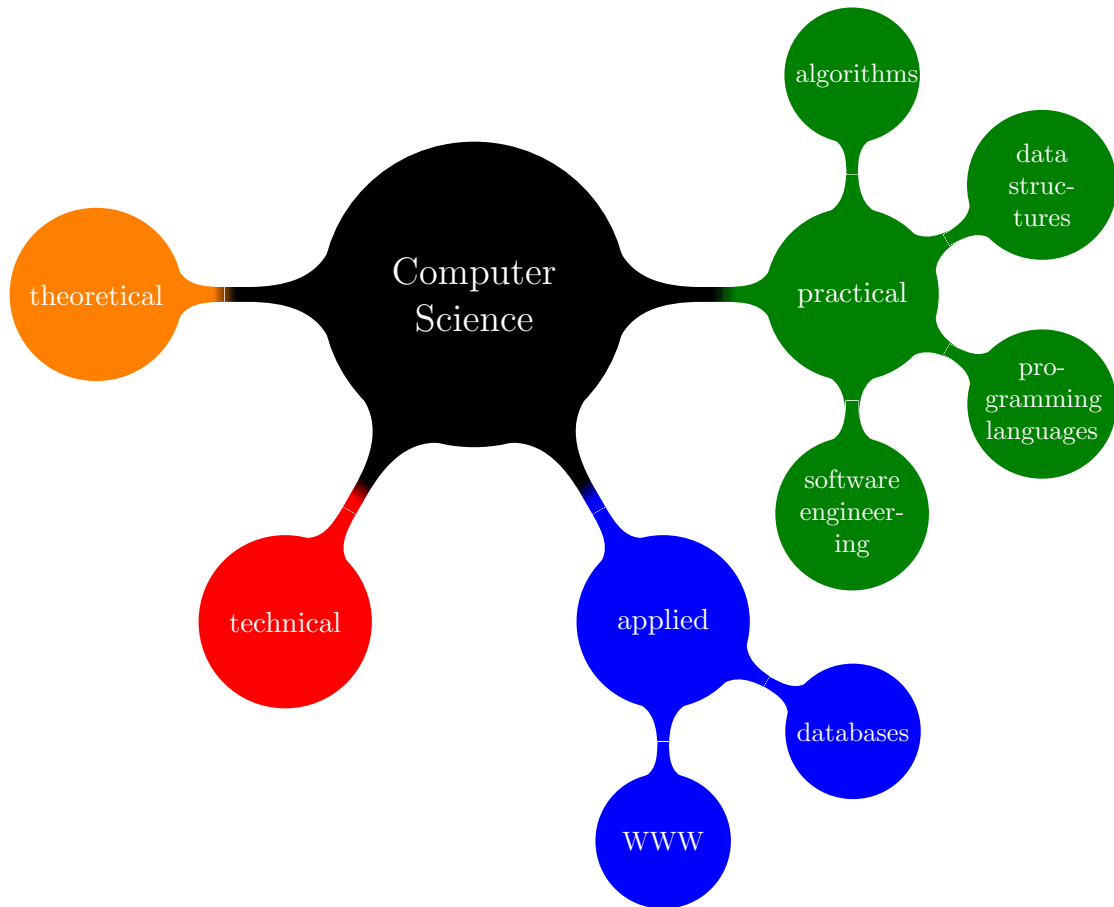 Computer
Science
practical
algorithms
data
struc-
tures
pro-
gramming
languages
software
engineer-
ing
applied
databases
WWW
technical
theoretical